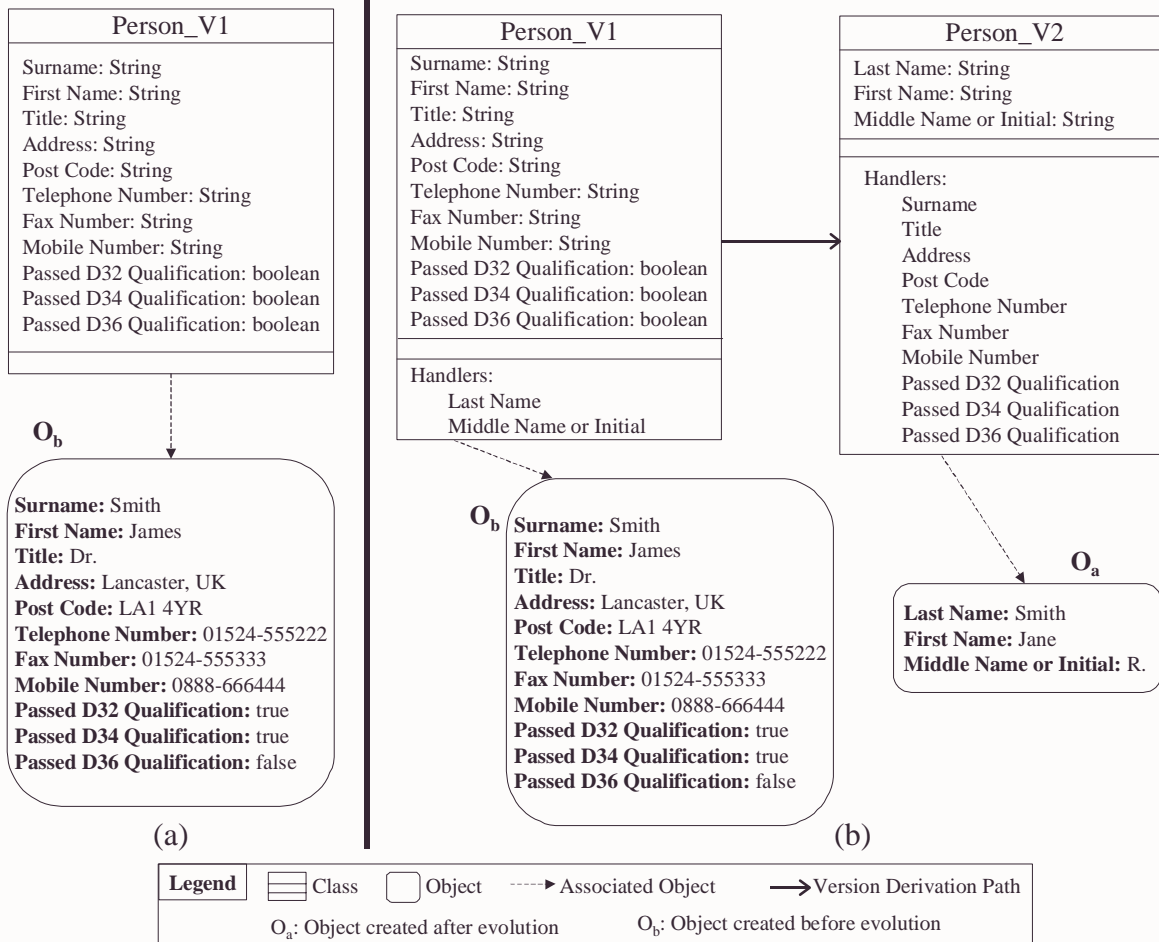 Person_V1
Surname: String
First Name: String
Title: String
Address: String
Post Code: String
Telephone Number: String
Fax Number: String
Mobile Number: String
Passed D32 Qualification: boolean
Passed D34 Qualification: boolean
Passed D36 Qualification: boolean
Ob
Surname: Smith
First Name: James
Title: Dr.
Address: Lancaster, UK
Post Code: LA1 4YR
Telephone Number: 01524-555222
Fax Number: 01524-555333
Mobile Number: 0888-666444
Passed D32 Qualification: true
Passed D34 Qualification: true
Passed D36 Qualification: false
(a)
Person_V1
Surname: String
First Name: String
Title: String
Address: String
Post Code: String
Telephone Number: String
Fax Number: String
Mobile Number: String
Passed D32 Qualification: boolean
Passed D34 Qualification: boolean
Passed D36 Qualification: boolean
Handlers:
Last Name
Middle Name or Initial
Ob
Surname: Smith
First Name: James
Title: Dr.
Address: Lancaster, UK
Post Code: LA1 4YR
Telephone Number: 01524-555222
Fax Number: 01524-555333
Mobile Number: 0888-666444
Passed D32 Qualification: true
Passed D34 Qualification: true
Passed D36 Qualification: false
Person_V2
Last Name: String
First Name: String
Middle Name or Initial: String
Handlers:
Surname
Title
Address
Post Code
Telephone Number
Fax Number
Mobile Number
Passed D32 Qualification
Passed D34 Qualification
Passed D36 Qualification
Oa
Last Name: Smith
First Name: Jane
Middle Name or Initial: R.
(b)
Legend
Class
Object
Associated Object
Version Derivation Path
Oa: Object created after evolution
Ob: Object created before evolution